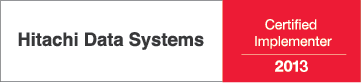 Hitachi Data Systems
Certified
Implementer
2013